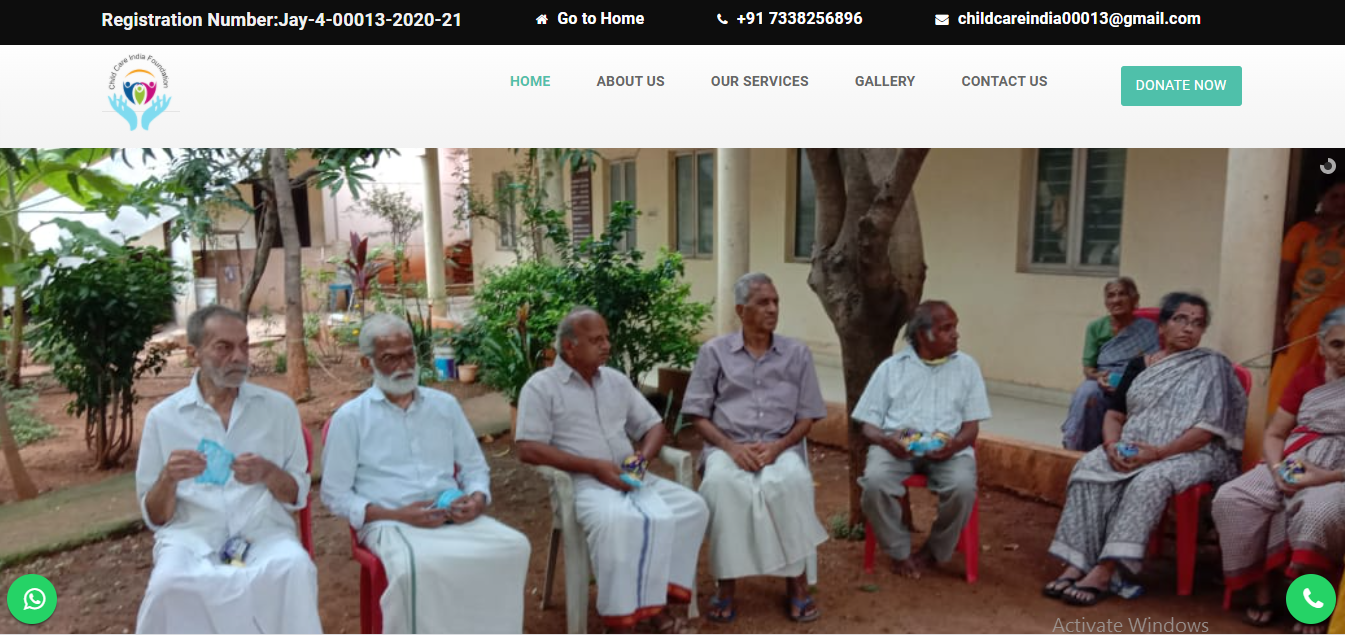 Registration Number:Jay-4-00013-2020-21
Go to Home
+91 7338256896
childcareindia00013@gmail.com
Child Care India Foundation
HOME
ABOUT US
OUR SERVICES
GALLERY
CONTACT US
DONATE NOW
Activate Windows